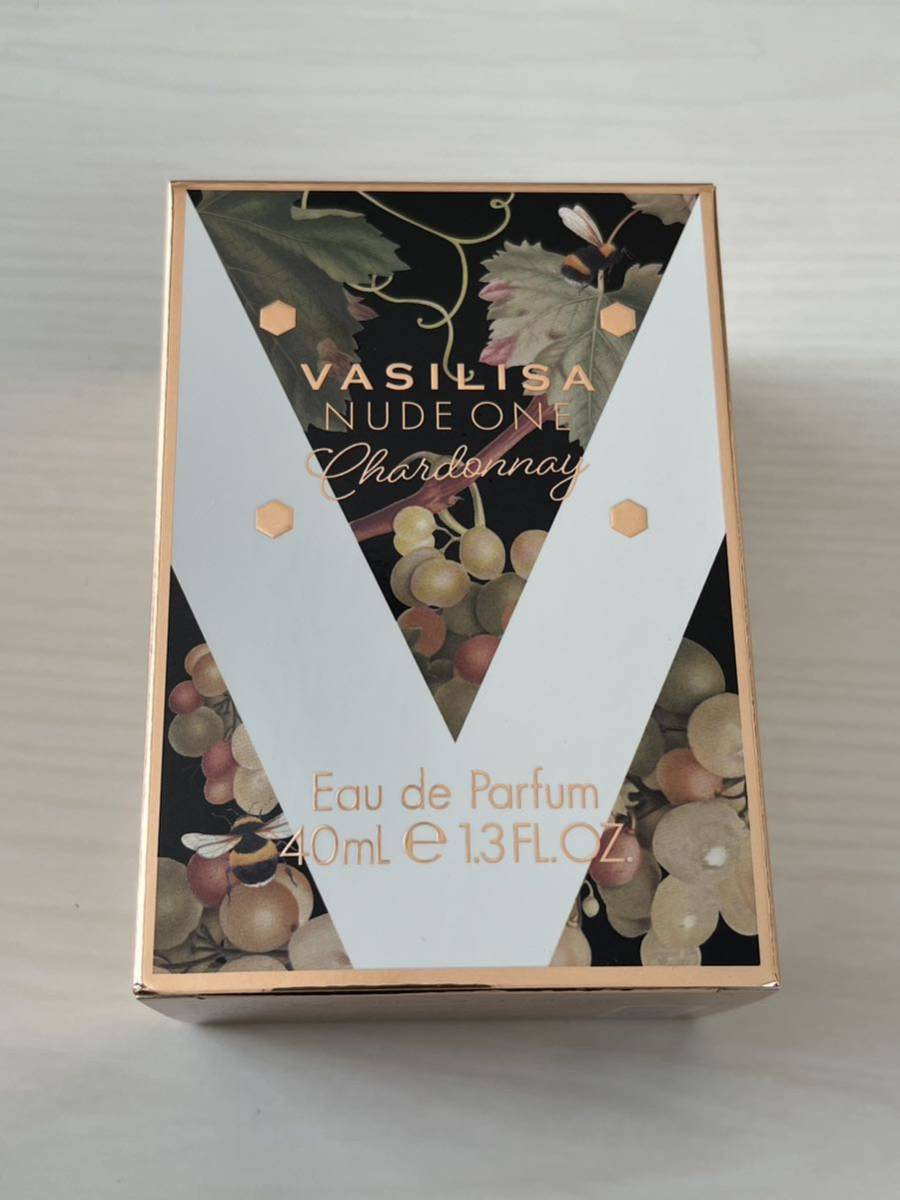 VASILISA
NUDE ONE
Chardonnay
Eau de Parfum
40mL ℮ 1.3 FL.OZ.